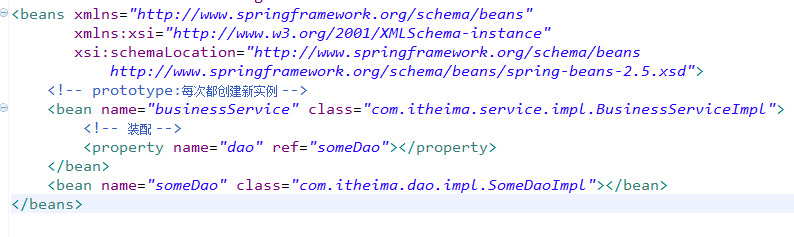 <beans xmlns="http://www.springframework.org/schema/beans"
xmlns:xsi="http://www.w3.org/2001/XMLSchema-instance"
xsi:schemaLocation="http://www.springframework.org/schema/beans
http://www.springframework.org/schema/beans/spring-beans-2.5.xsd">
<!-- prototype:每次都创建新实例 -->
<bean name="businessService" class="com.itheima.service.impl.BusinessServiceImpl">
<!-- 装配 -->
<property name="dao" ref="someDao"></property>
</bean>
<bean name="someDao" class="com.itheima.dao.impl.SomeDaoImpl"></bean>
</beans>